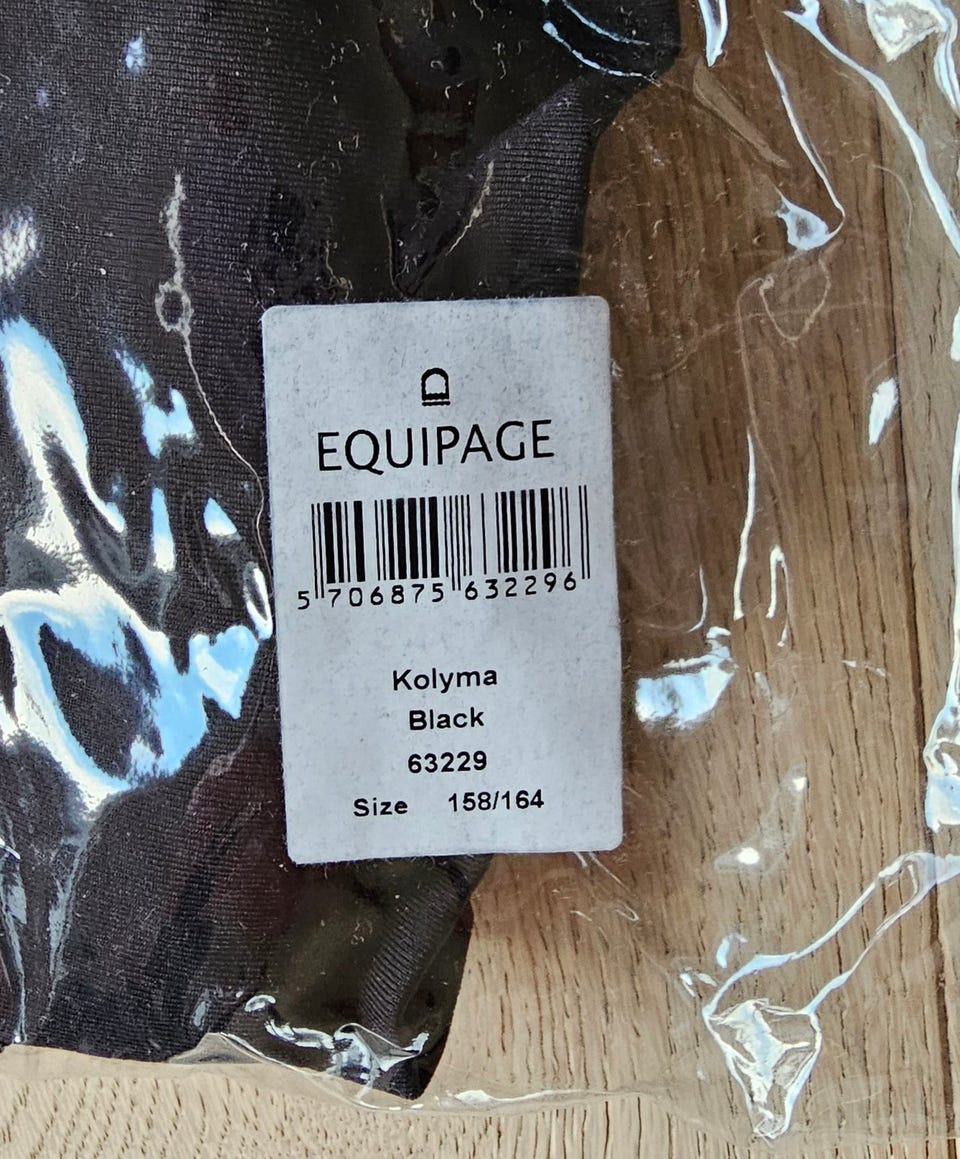 EQUIPAGE
5 706875 632296
Kolyma
Black
63229
Size 158/164